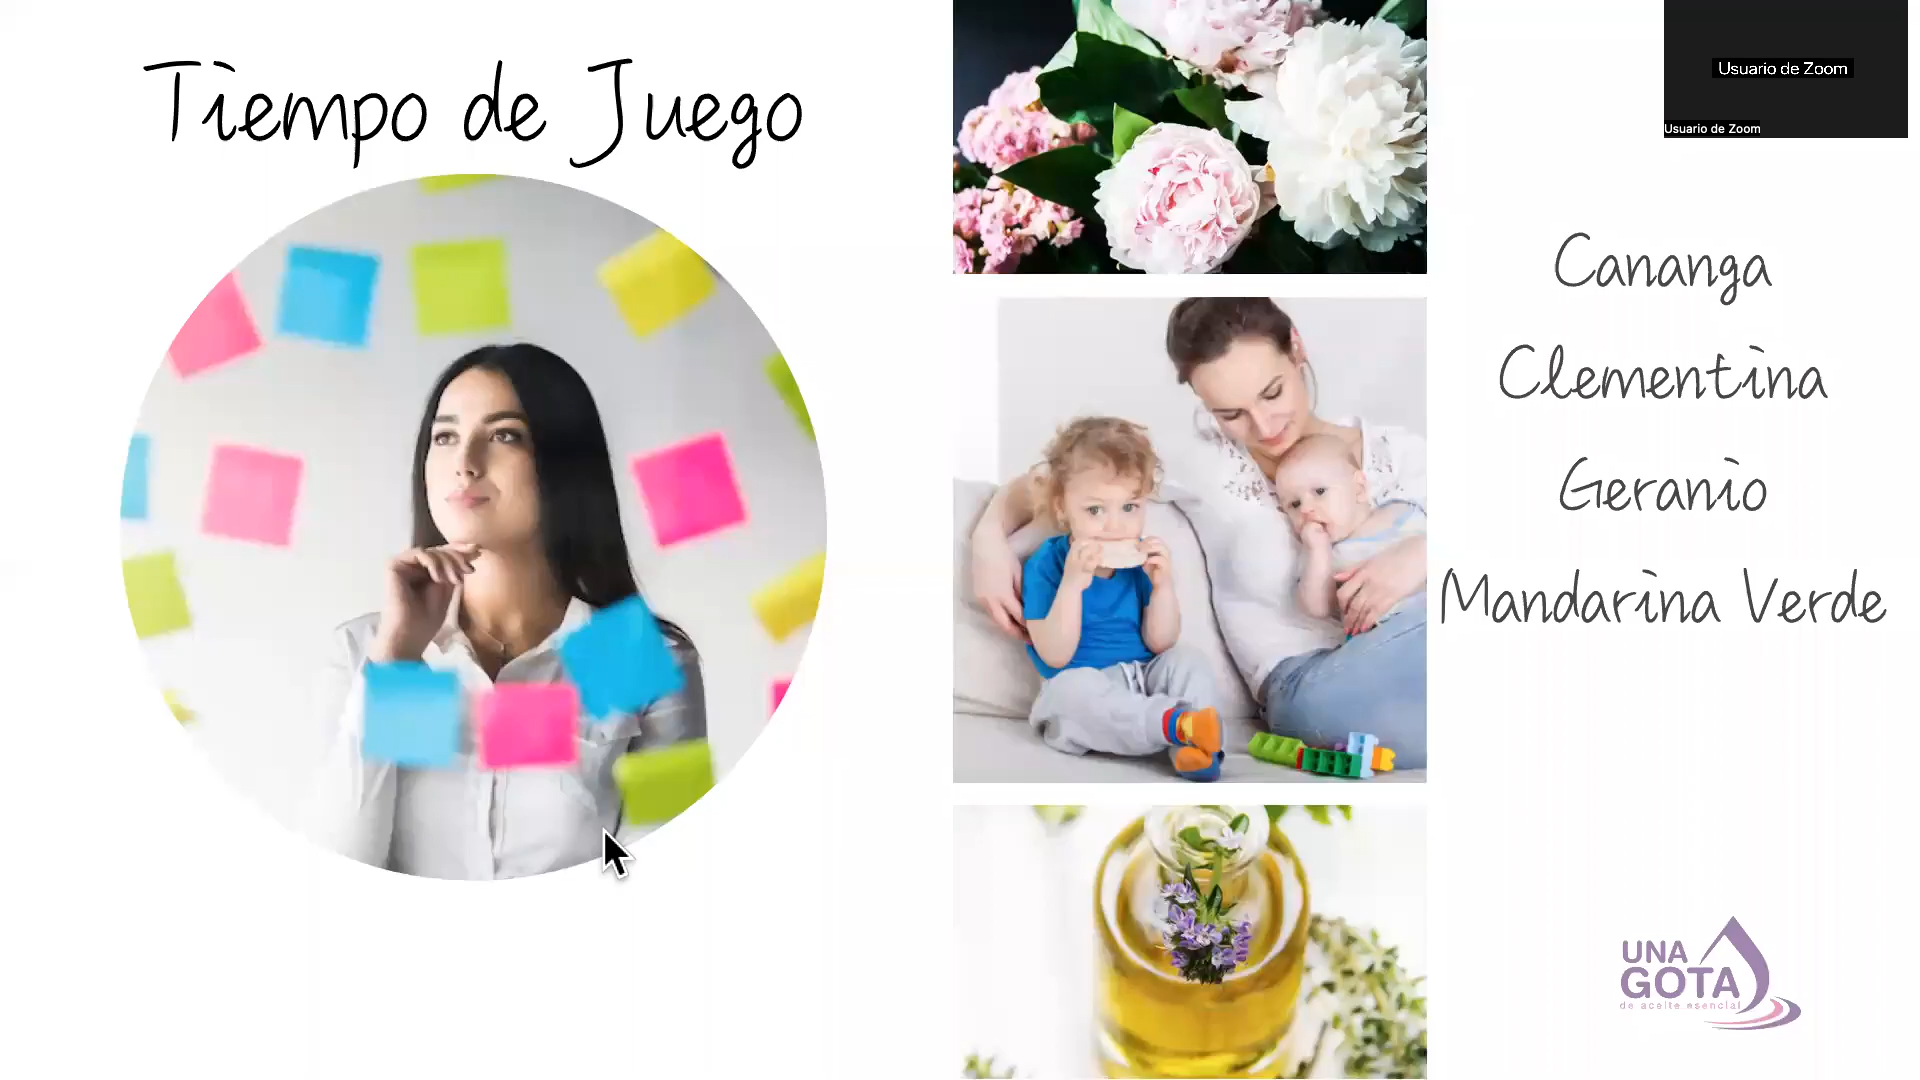 Tiempo de Juego
Usuario de Zoom
Usuario de Zoom
Cananga
Clementina
Geranio
Mandarina Verde
UNA
GOTA
de aceite esencial